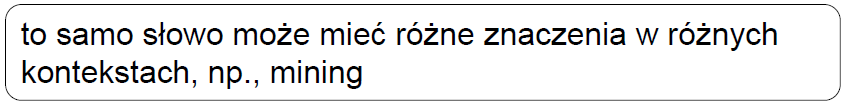 to samo słowo może mieć różne znaczenia w różnych
kontekstach, np., mining